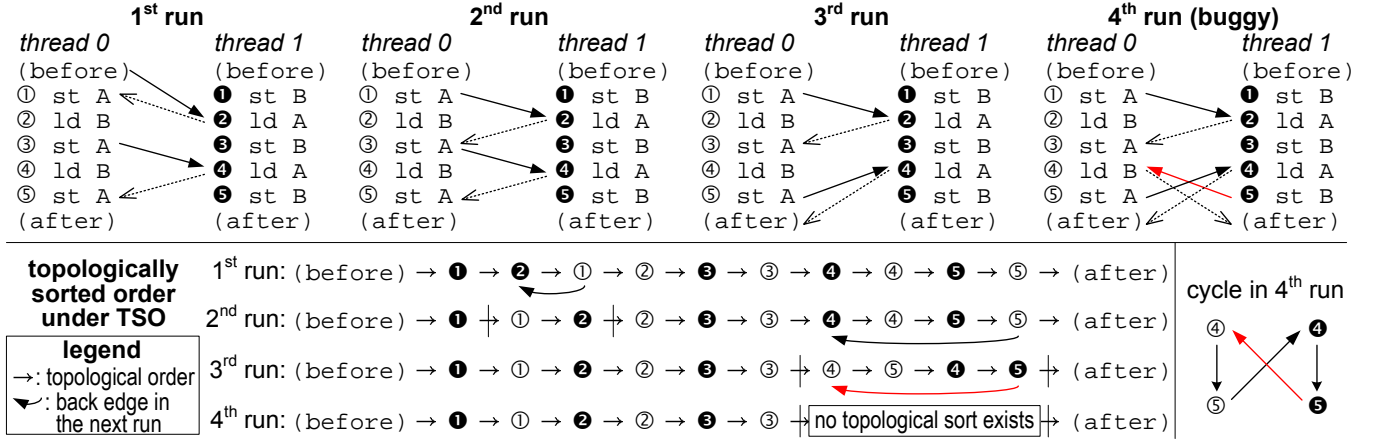 1st run 2nd run 3rd run 4th run (buggy)
thread 0 thread 1 thread 0 thread 1 thread 0 thread 1 thread 0 thread 1
(before) (before) (before) (before) (before) (before) (before) (before)
① st A ❶ st B ① st A ❶ st B ① st A ❶ st B ① st A ❶ st B
② ld B ❷ ld A ② ld B ❷ ld A ② ld B ❷ ld A ② ld B ❷ ld A
③ st A ❸ st B ③ st A ❸ st B ③ st A ❸ st B ③ st A ❸ st B
④ ld B ❹ ld A ④ ld B ❹ ld A ④ ld B ❹ ld A ④ ld B ❹ ld A
⑤ st A ❺ st B ⑤ st A ❺ st B ⑤ st A ❺ st B ⑤ st A ❺ st B
(after) (after) (after) (after) (after) (after) (after) (after)
topologically
sorted order
under TSO
legend
→: topological order
: back edge in
the next run
1st run: (before) → ❶ → ❷ → ① → ② → ❸ → ③ → ❹ → ④ → ❺ → ⑤ → (after)
2nd run: (before) → ❶ → ① → ❷ → ② → ❸ → ③ → ❹ → ④ → ❺ → ⑤ → (after)
3rd run: (before) → ❶ → ① → ❷ → ② → ❸ → ③ → ④ → ⑤ → ❹ → ❺ → (after)
4th run: (before) → ❶ → ① → ❷ → ② → ❸ → ③ → no topological sort exists → (after)
cycle in 4th run
④ ❹
⑤ ❺